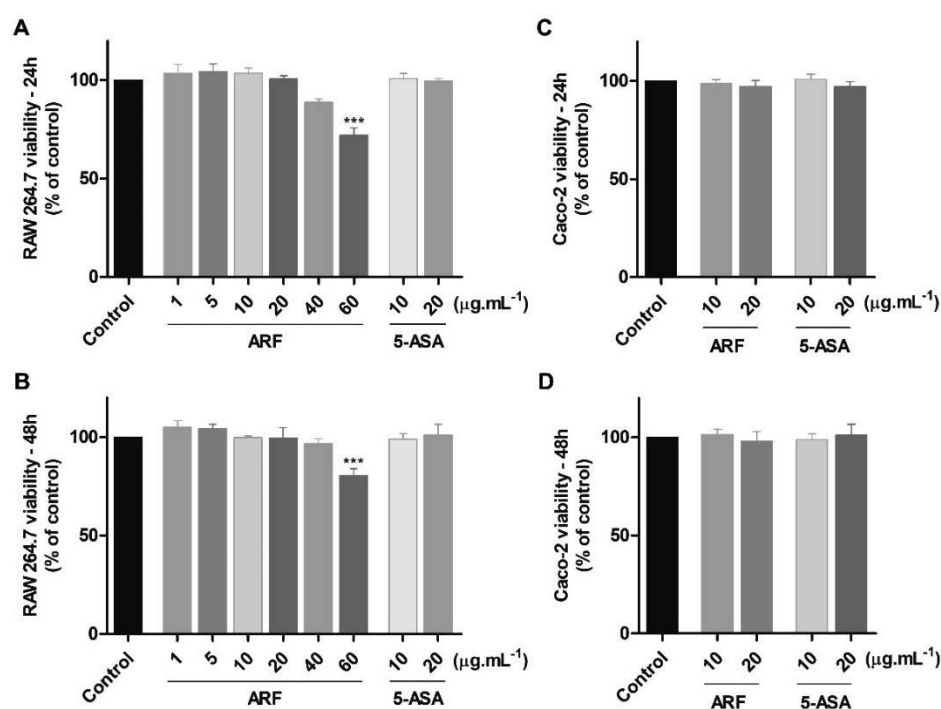 A
RAW 264.7 viability - 24h
(% of control)
100
50
0
***
Control
1
5
10
20
40
60
10
20
(μg.mL⁻¹)
ARF
5-ASA
C
Caco-2 viability - 24h
(% of control)
100
50
0
Control
10
20
10
20
(μg.mL⁻¹)
ARF
5-ASA
B
RAW 264.7 viability - 48h
(% of control)
100
50
0
***
Control
1
5
10
20
40
60
10
20
(μg.mL⁻¹)
ARF
5-ASA
D
Caco-2 viability - 48h
(% of control)
100
50
0
Control
10
20
10
20
(μg.mL⁻¹)
ARF
5-ASA